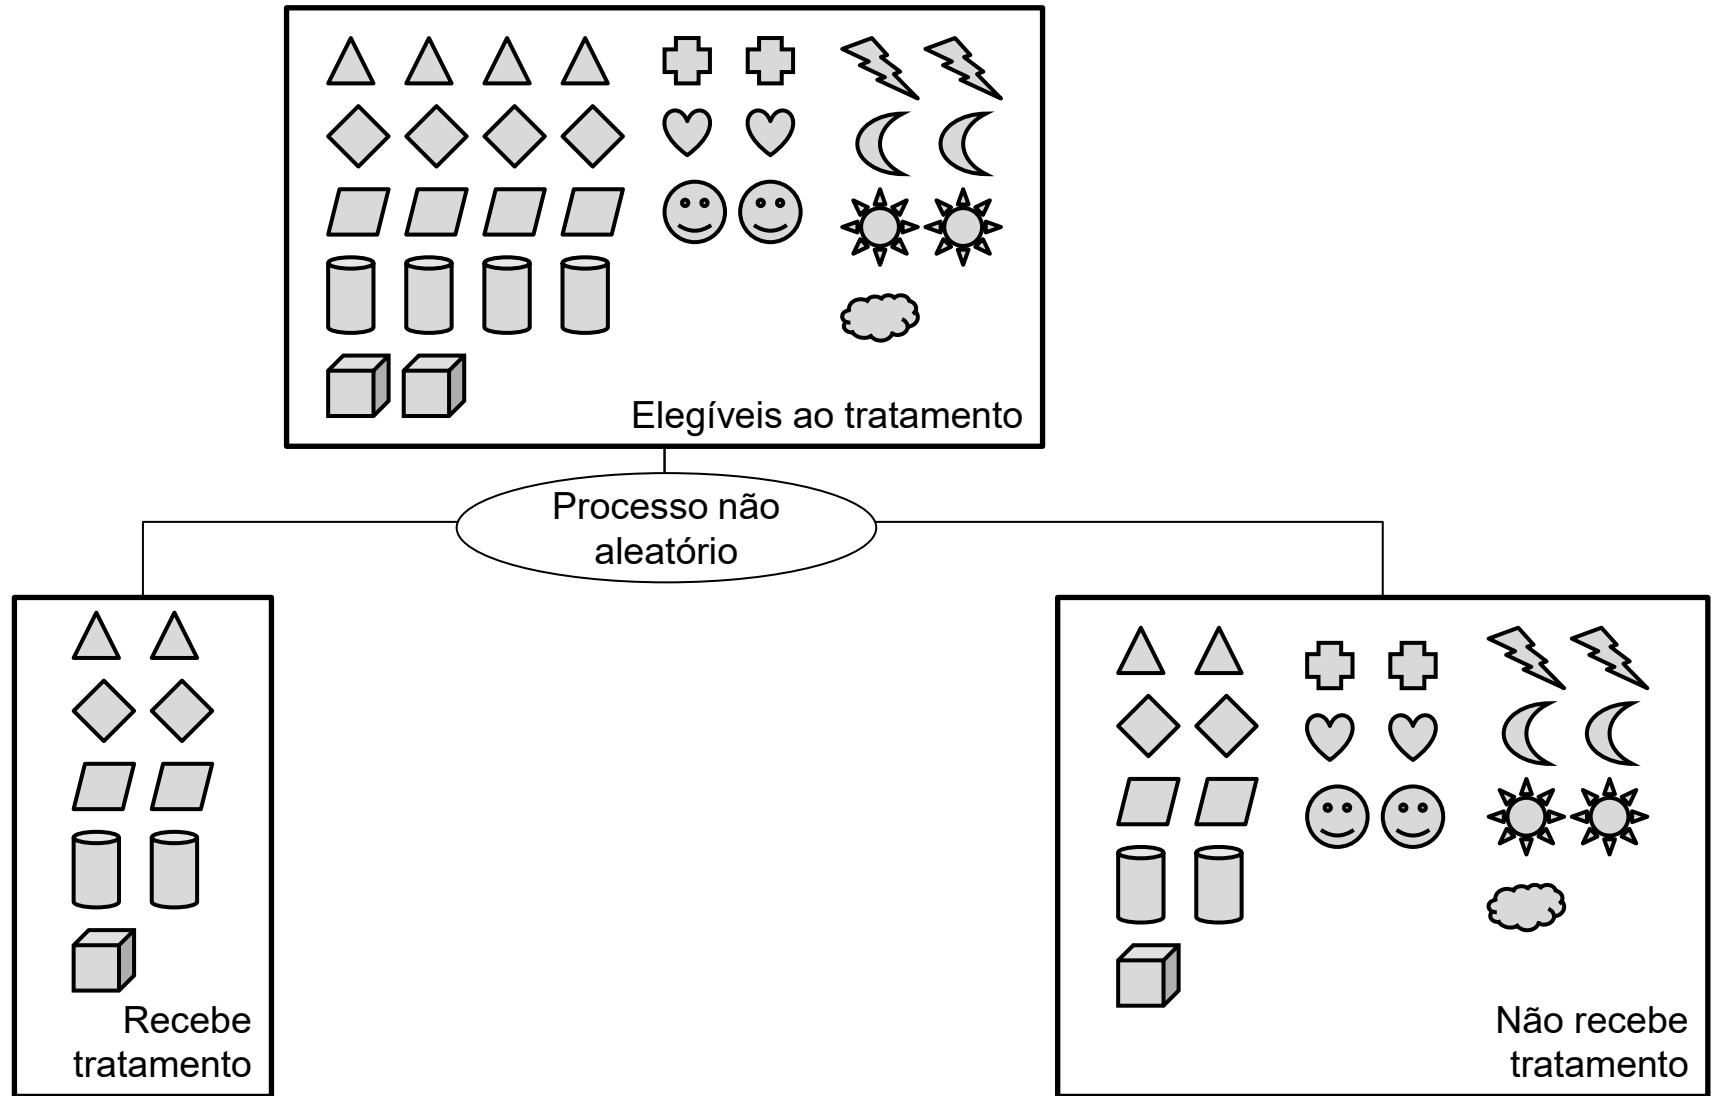 Elegíveis ao tratamento
Processo não
aleatório
Recebe
tratamento
Não recebe
tratamento